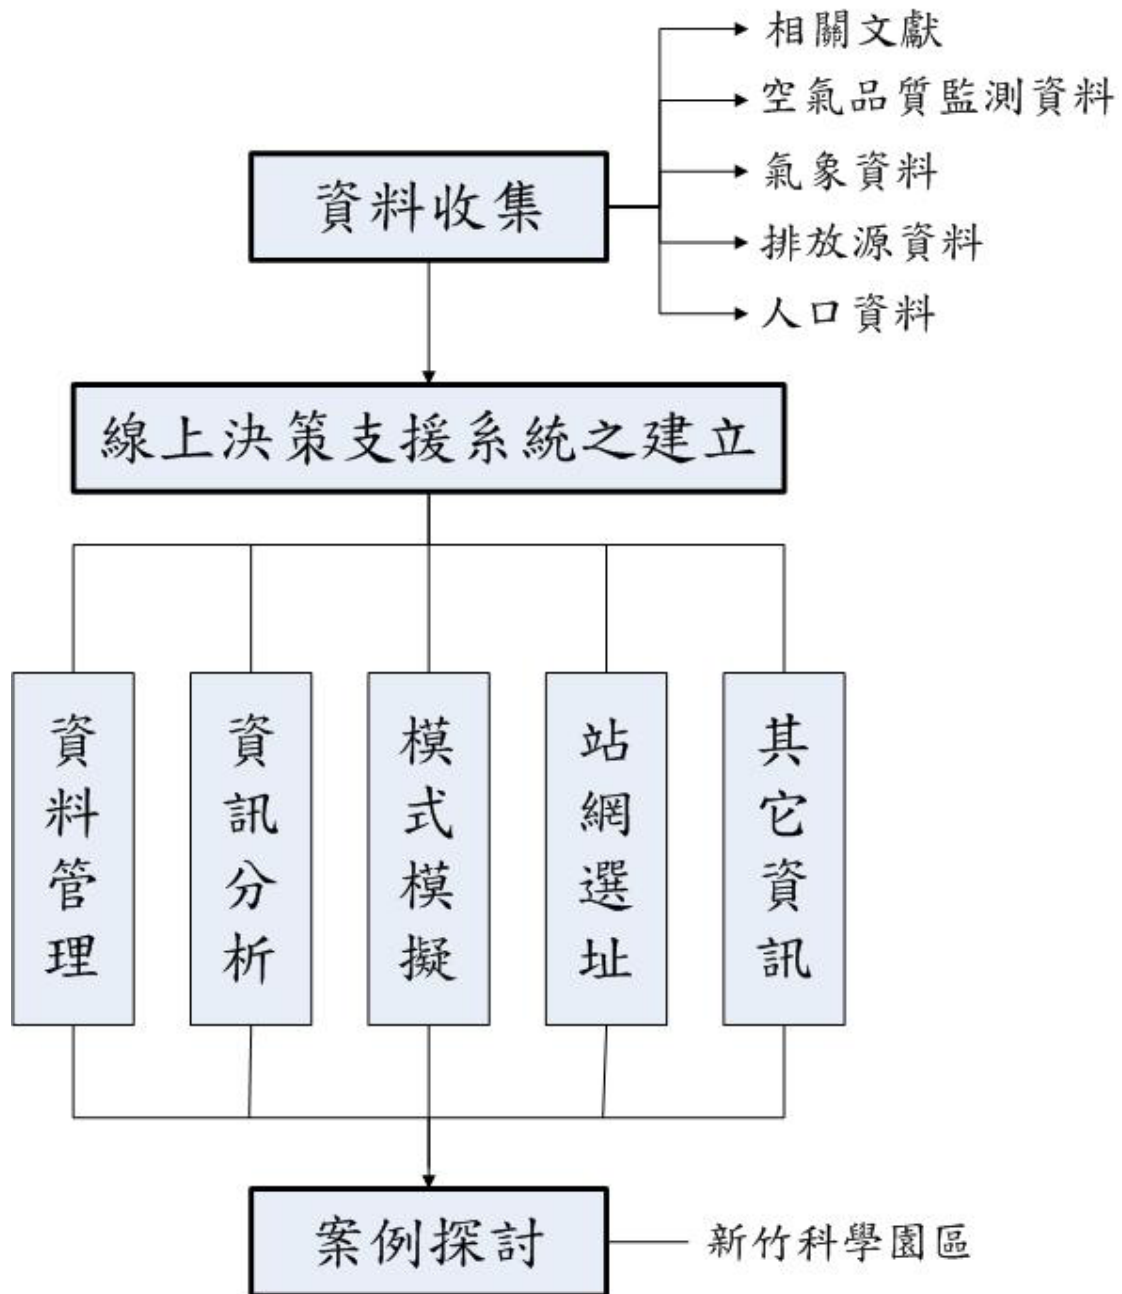 相關文獻
空氣品質監測資料
資料收集
氣象資料
排放源資料
人口資料
線上決策支援系統之建立
資料管理
資訊分析
模式模擬
站網選址
其它資訊
案例探討
新竹科學園區